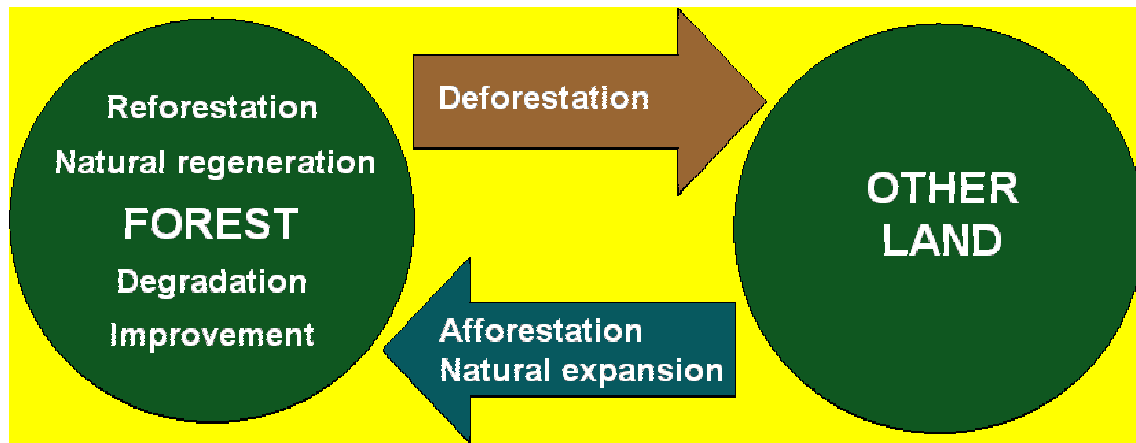 Reforestation
Natural regeneration
FOREST
Degradation
Improvement
Deforestation
Afforestation
Natural expansion
OTHER
LAND